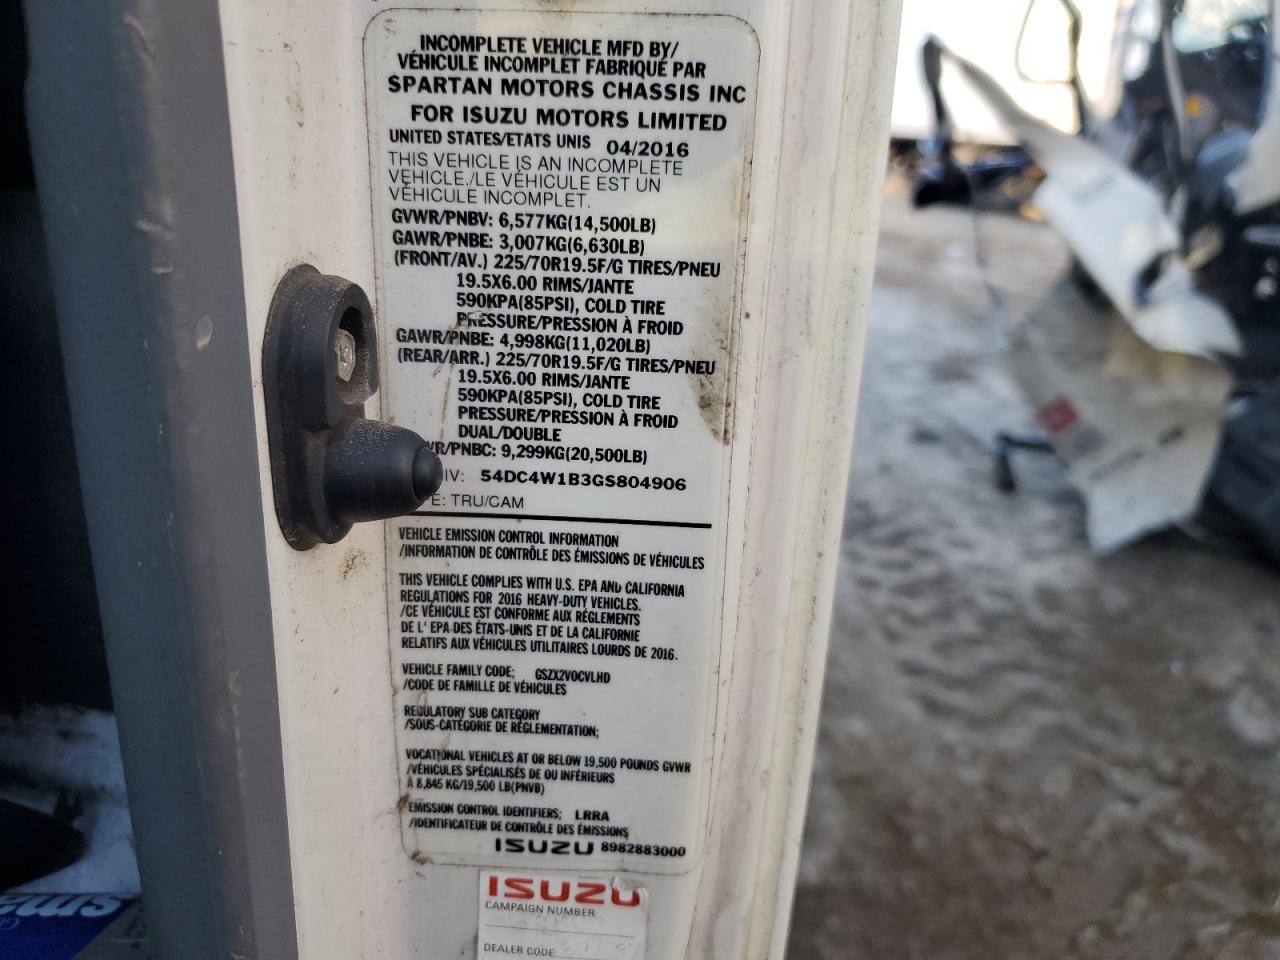 INCOMPLETE VEHICLE MFD BY/
VÉHICULE INCOMPLET FABRIQUÉ PAR
SPARTAN MOTORS CHASSIS INC
FOR ISUZU MOTORS LIMITED
UNITED STATES/ETATS UNIS 04/2016
THIS VEHICLE IS AN INCOMPLETE
VEHICLE./LE VÉHICULE EST UN
VÉHICULE INCOMPLET.
GVWR/PNBV: 6,577KG(14,500LB)
GAWR/PNBE: 3,007KG(6,630LB)
(FRONT/AV.) 225/70R19.5F/G TIRES/PNEU
19.5X6.00 RIMS/JANTE
590KPA(85PSI), COLD TIRE
PRESSURE/PRESSION À FROID
GAWR/PNBE: 4,998KG(11,020LB)
(REAR/ARR.) 225/70R19.5F/G TIRES/PNEU
19.5X6.00 RIMS/JANTE
590KPA(85PSI), COLD TIRE
PRESSURE/PRESSION À FROID
DUAL/DOUBLE
WR/PNBC: 9,299KG(20,500LB)
IV: 54DC4W1B3GS804906
E: TRU/CAM
VEHICLE EMISSION CONTROL INFORMATION
/INFORMATION DE CONTRÔLE DES ÉMISSIONS DE VÉHICULES
THIS VEHICLE COMPLIES WITH U.S. EPA AND CALIFORNIA
REGULATIONS FOR 2016 HEAVY-DUTY VEHICLES.
/CE VÉHICULE EST CONFORME AUX RÉGLEMENTS
DE L' EPA DES ÉTATS-UNIS ET DE LA CALIFORNIE
RELATIFS AUX VÉHICULES UTILITAIRES LOURDS DE 2016.
VEHICLE FAMILY CODE; GSZX2VOCVLHD
/CODE DE FAMILLE DE VÉHICULES
REGULATORY SUB CATEGORY
/SOUS-CATÉGORIE DE RÉGLEMENTATION;
VOCATIONAL VEHICLES AT OR BELOW 19,500 POUNDS GVWR
/VÉHICULES SPÉCIALISÉS DE OU INFÉRIEURS
À 8,845 KG/19,500 LB(PNVB)
EMISSION CONTROL IDENTIFIERS; LRRA
/IDENTIFICATEUR DE CONTRÔLE DES ÉMISSIONS
ISUZU 8982883000
ISUZU
CAMPAIGN NUMBER
DEALER CODE